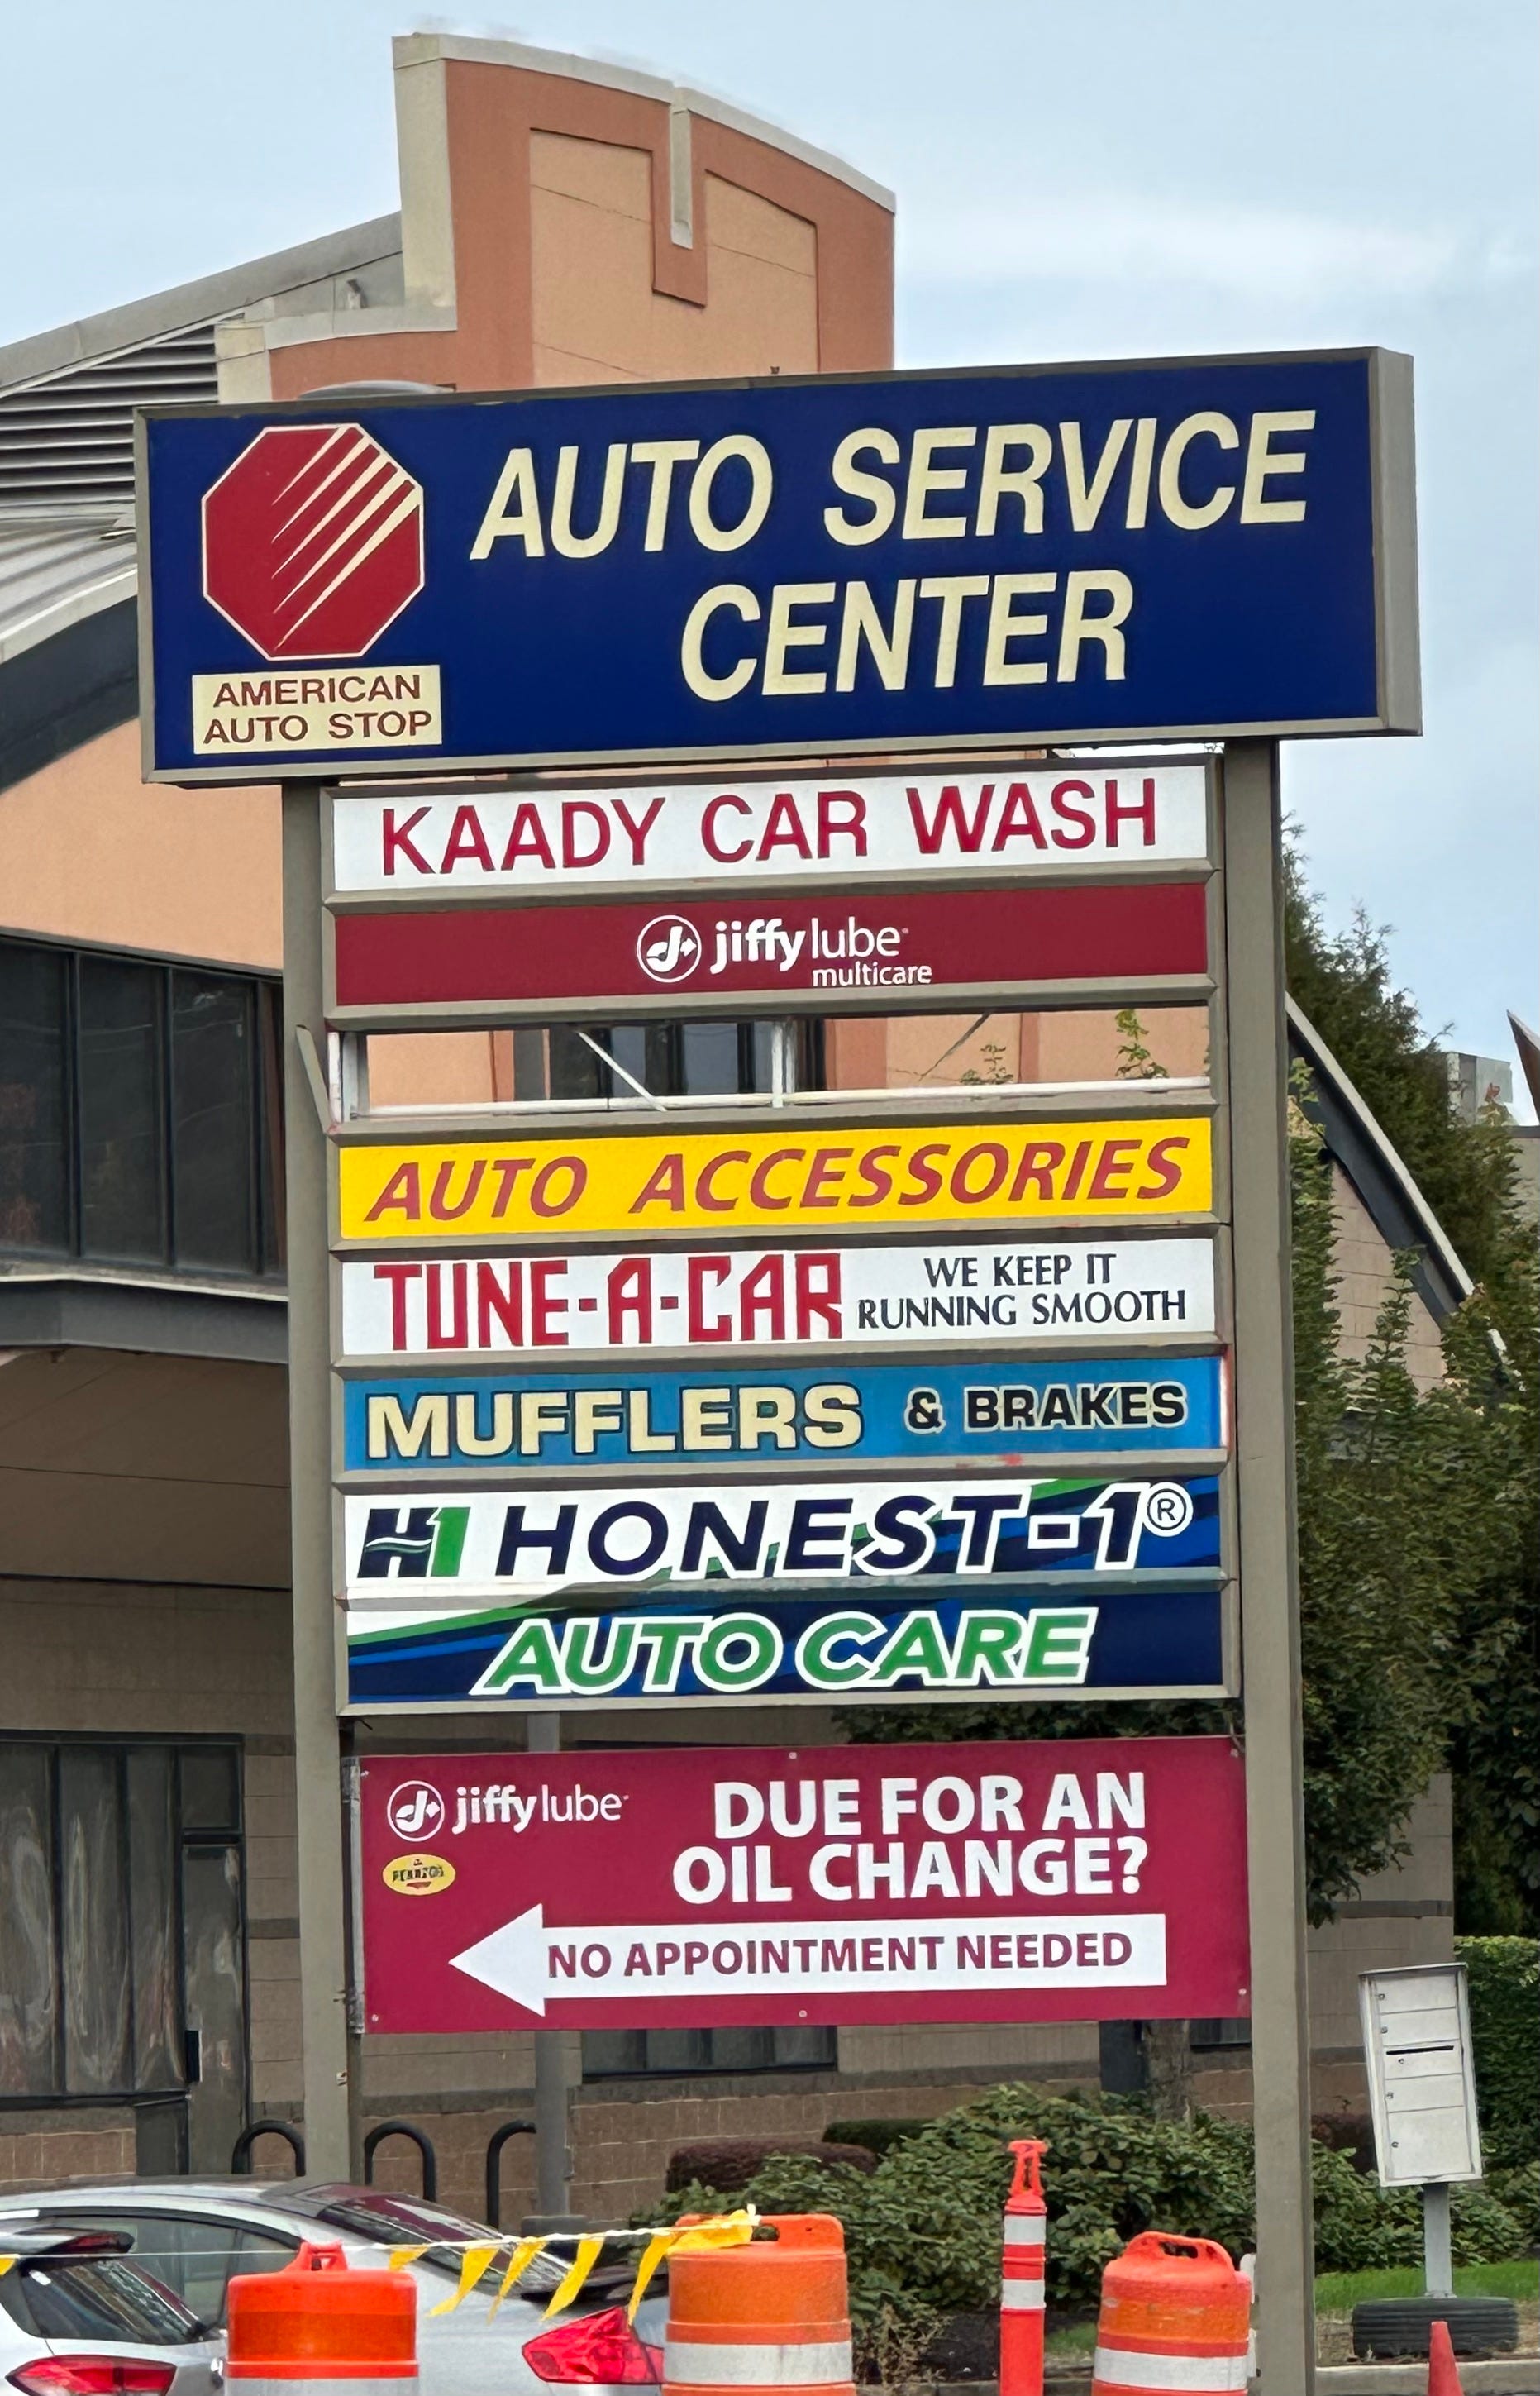 AUTO SERVICE
CENTER
AMERICAN
AUTO STOP
KAADY CAR WASH
jiffy lube
multicare
AUTO ACCESSORIES
TUNE-A-CAR
WE KEEP IT
RUNNING SMOOTH
MUFFLERS & BRAKES
H1 HONEST-1®
AUTO CARE
jiffy lube
PENNZOIL
DUE FOR AN
OIL CHANGE?
NO APPOINTMENT NEEDED